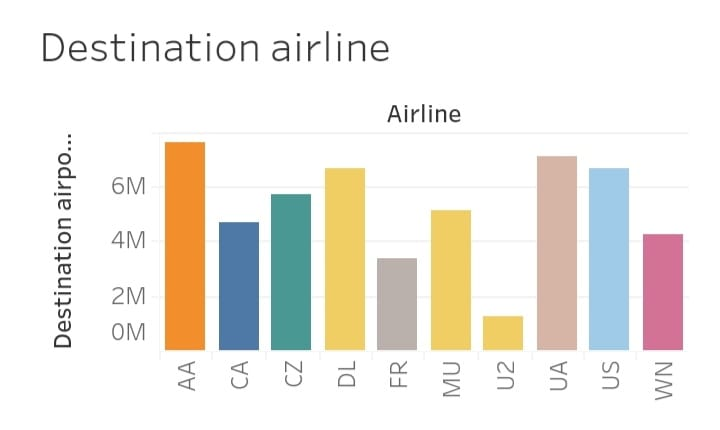 Destination airline
Airline
Destination airpo...
6M
4M
2M
0M
AA
CA
CZ
DL
FR
MU
U2
UA
US
WN